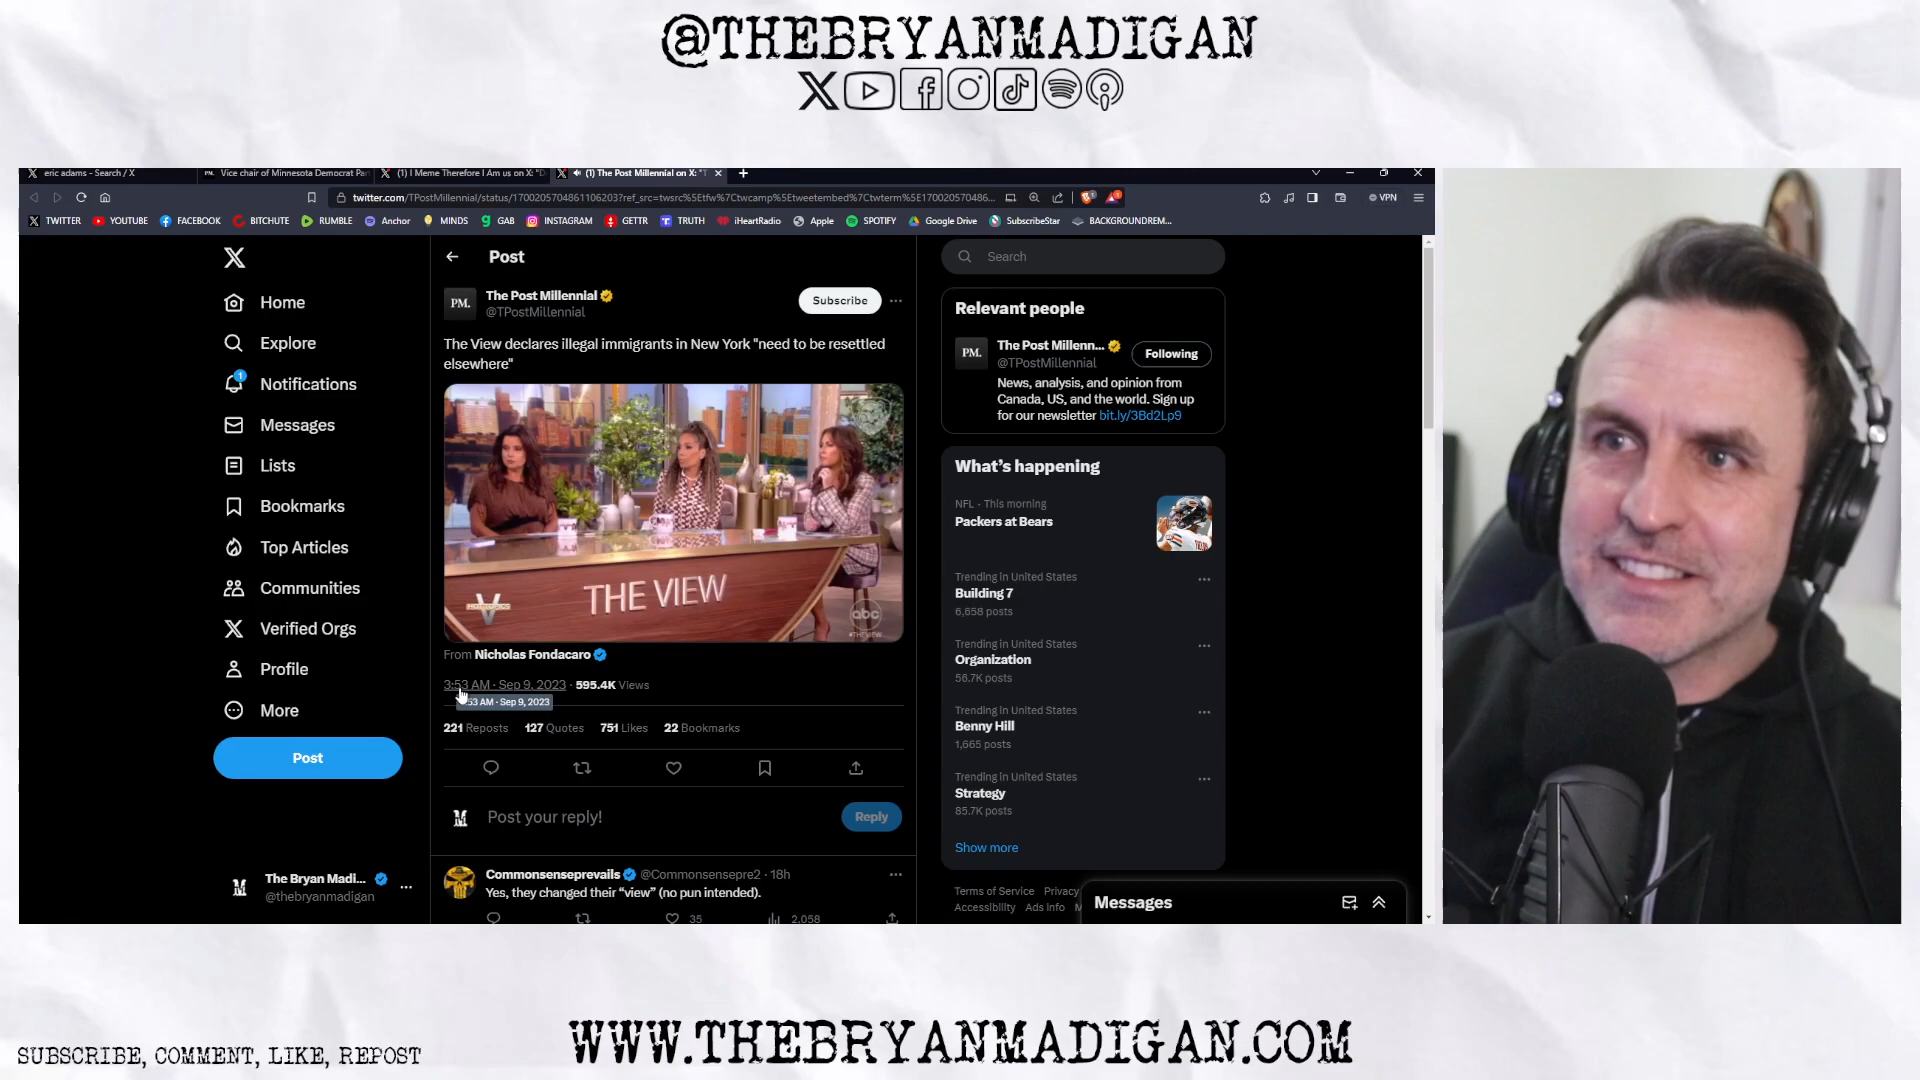 @THEBRYANMADIGAN
eric adams - Search / X
Vice chair of Minnesota Democrat Par
(1) I Meme Therefore I Am us on X: "D
(1) The Post Millennial on X: "T
twitter.com/TPostMillennial/status/1700205704861106203?ref_src=twsrc%5Etfw%7Ctwcamp%5Etweetembed%7Ctwterm%5E170020570486...
VPN
TWITTER YOUTUBE FACEBOOK BITCHUTE RUMBLE Anchor MINDS GAB INSTAGRAM GETTR TRUTH iHeartRadio Apple SPOTIFY Google Drive SubscribeStar BACKGROUNDREM...
Home
Explore
1
Notifications
Messages
Lists
Bookmarks
Top Articles
Communities
Verified Orgs
Profile
More
Post
The Bryan Madi...
@thebryanmadigan
Post
PM.
The Post Millennial
@TPostMillennial
Subscribe
The View declares illegal immigrants in New York "need to be resettled
elsewhere"
THE VIEW
abc
#THEVIEW
From Nicholas Fondacaro
3:53 AM · Sep 9, 2023 · 595.4K Views
53 AM · Sep 9, 2023
221 Reposts 127 Quotes 751 Likes 22 Bookmarks
Post your reply!
Reply
Commonsenseprevails @Commonsensepre2 · 18h
Yes, they changed their “view” (no pun intended).
35 2,058
Search
Relevant people
PM.
The Post Millenn...
@TPostMillennial
Following
News, analysis, and opinion from
Canada, US, and the world. Sign up
for our newsletter bit.ly/3Bd2Lp9
What’s happening
NFL · This morning
Packers at Bears
Trending in United States
Building 7
6,658 posts
Trending in United States
Organization
56.7K posts
Trending in United States
Benny Hill
1,665 posts
Trending in United States
Strategy
85.7K posts
Show more
Terms of Service Privacy
Accessibility Ads info
Messages
SUBSCRIBE, COMMENT, LIKE, REPOST
WWW.THEBRYANMADIGAN.COM